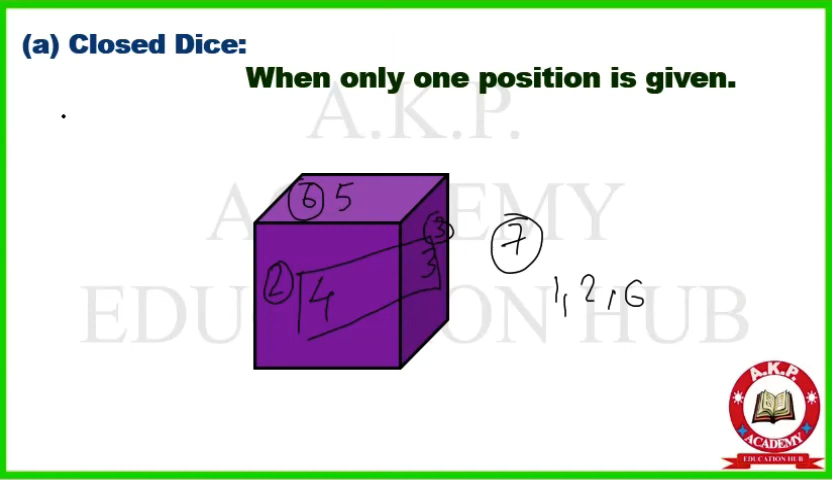 (a) Closed Dice:
When only one position is given.
A.K.P.
ACADEMY
EDUCATION HUB
6 5
3
7
2 4 3
1, 2, 6
A.K.P.
ACADEMY
EDUCATION HUB